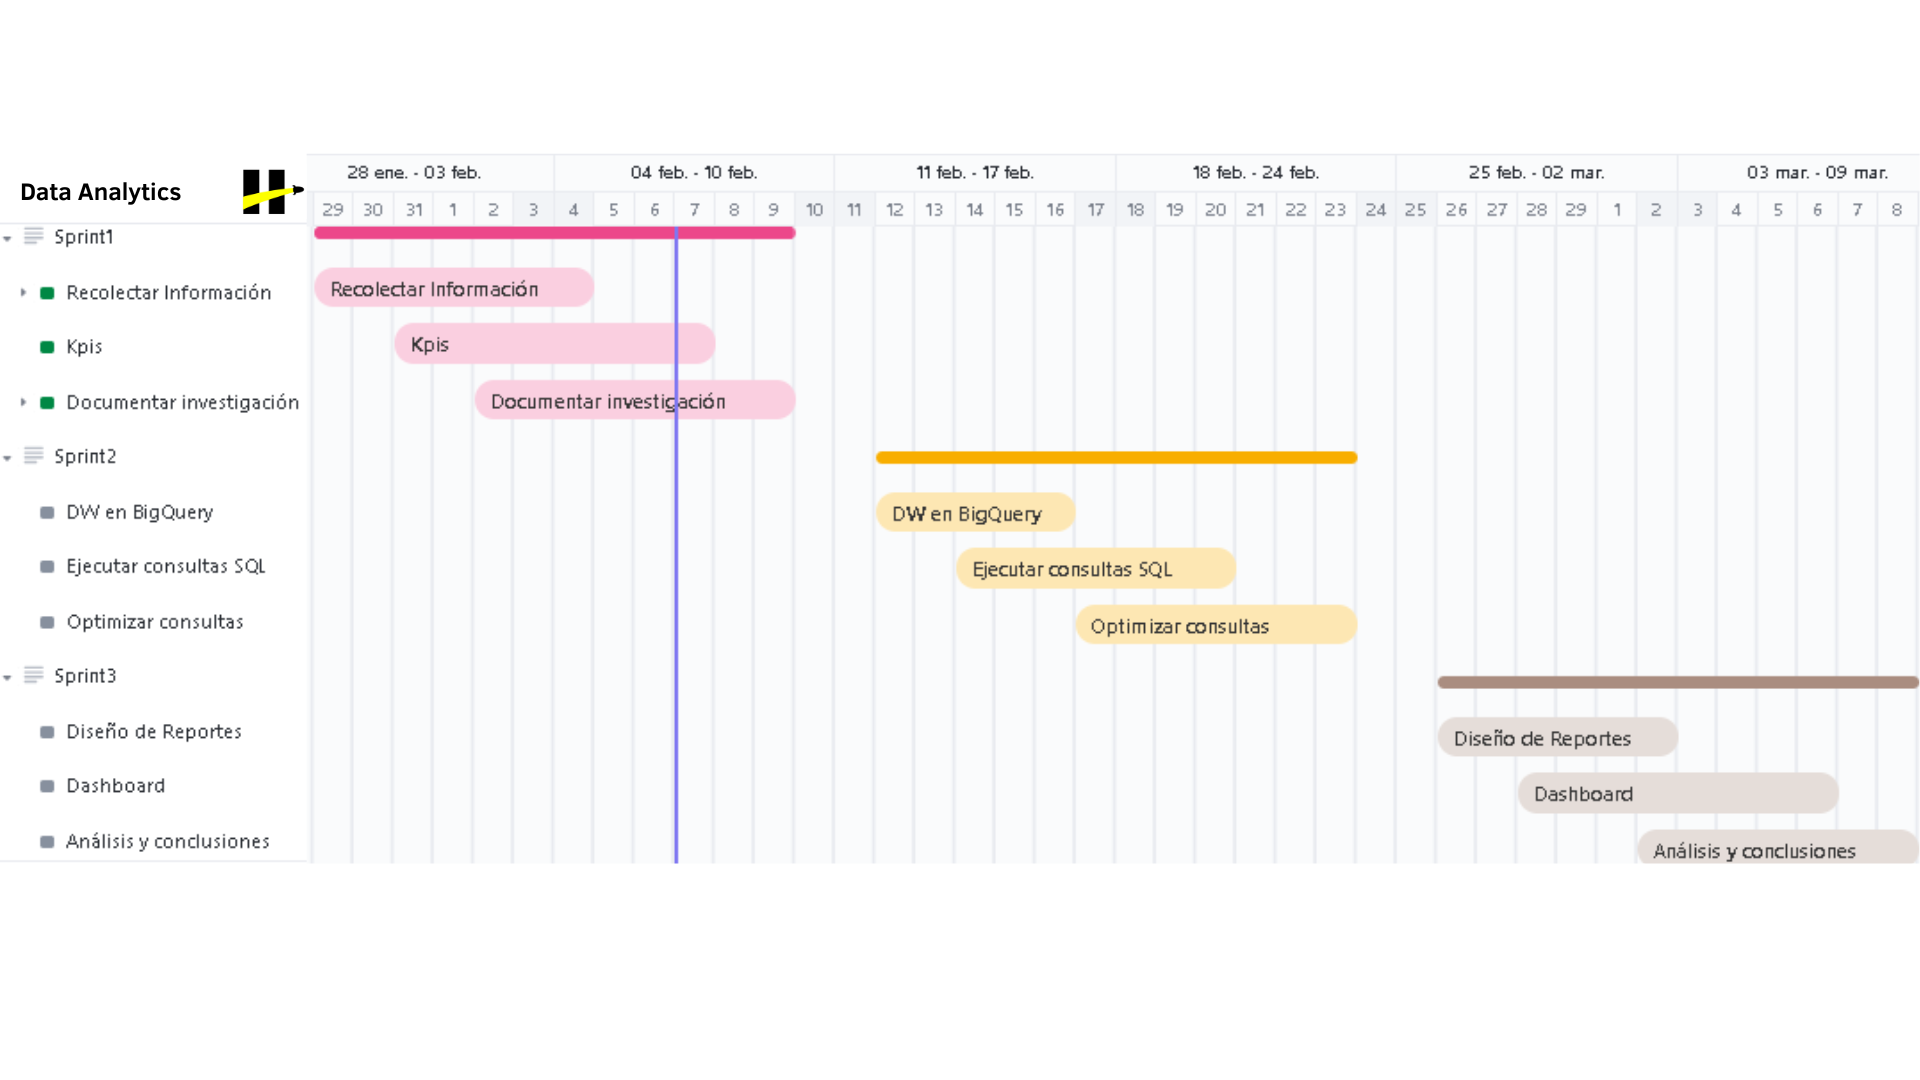 Data Analytics
28 ene. - 03 feb. 04 feb. - 10 feb. 11 feb. - 17 feb. 18 feb. - 24 feb. 25 feb. - 02 mar. 03 mar. - 09 mar.
29 30 31 1 2 3 4 5 6 7 8 9 10 11 12 13 14 15 16 17 18 19 20 21 22 23 24 25 26 27 28 29 1 2 3 4 5 6 7 8
Sprint1
Recolectar Información Recolectar Información
Kpis Kpis
Documentar investigación Documentar investigación
Sprint2
DW en BigQuery DW en BigQuery
Ejecutar consultas SQL Ejecutar consultas SQL
Optimizar consultas Optimizar consultas
Sprint3
Diseño de Reportes Diseño de Reportes
Dashboard Dashboard
Análisis y conclusiones Análisis y conclusiones